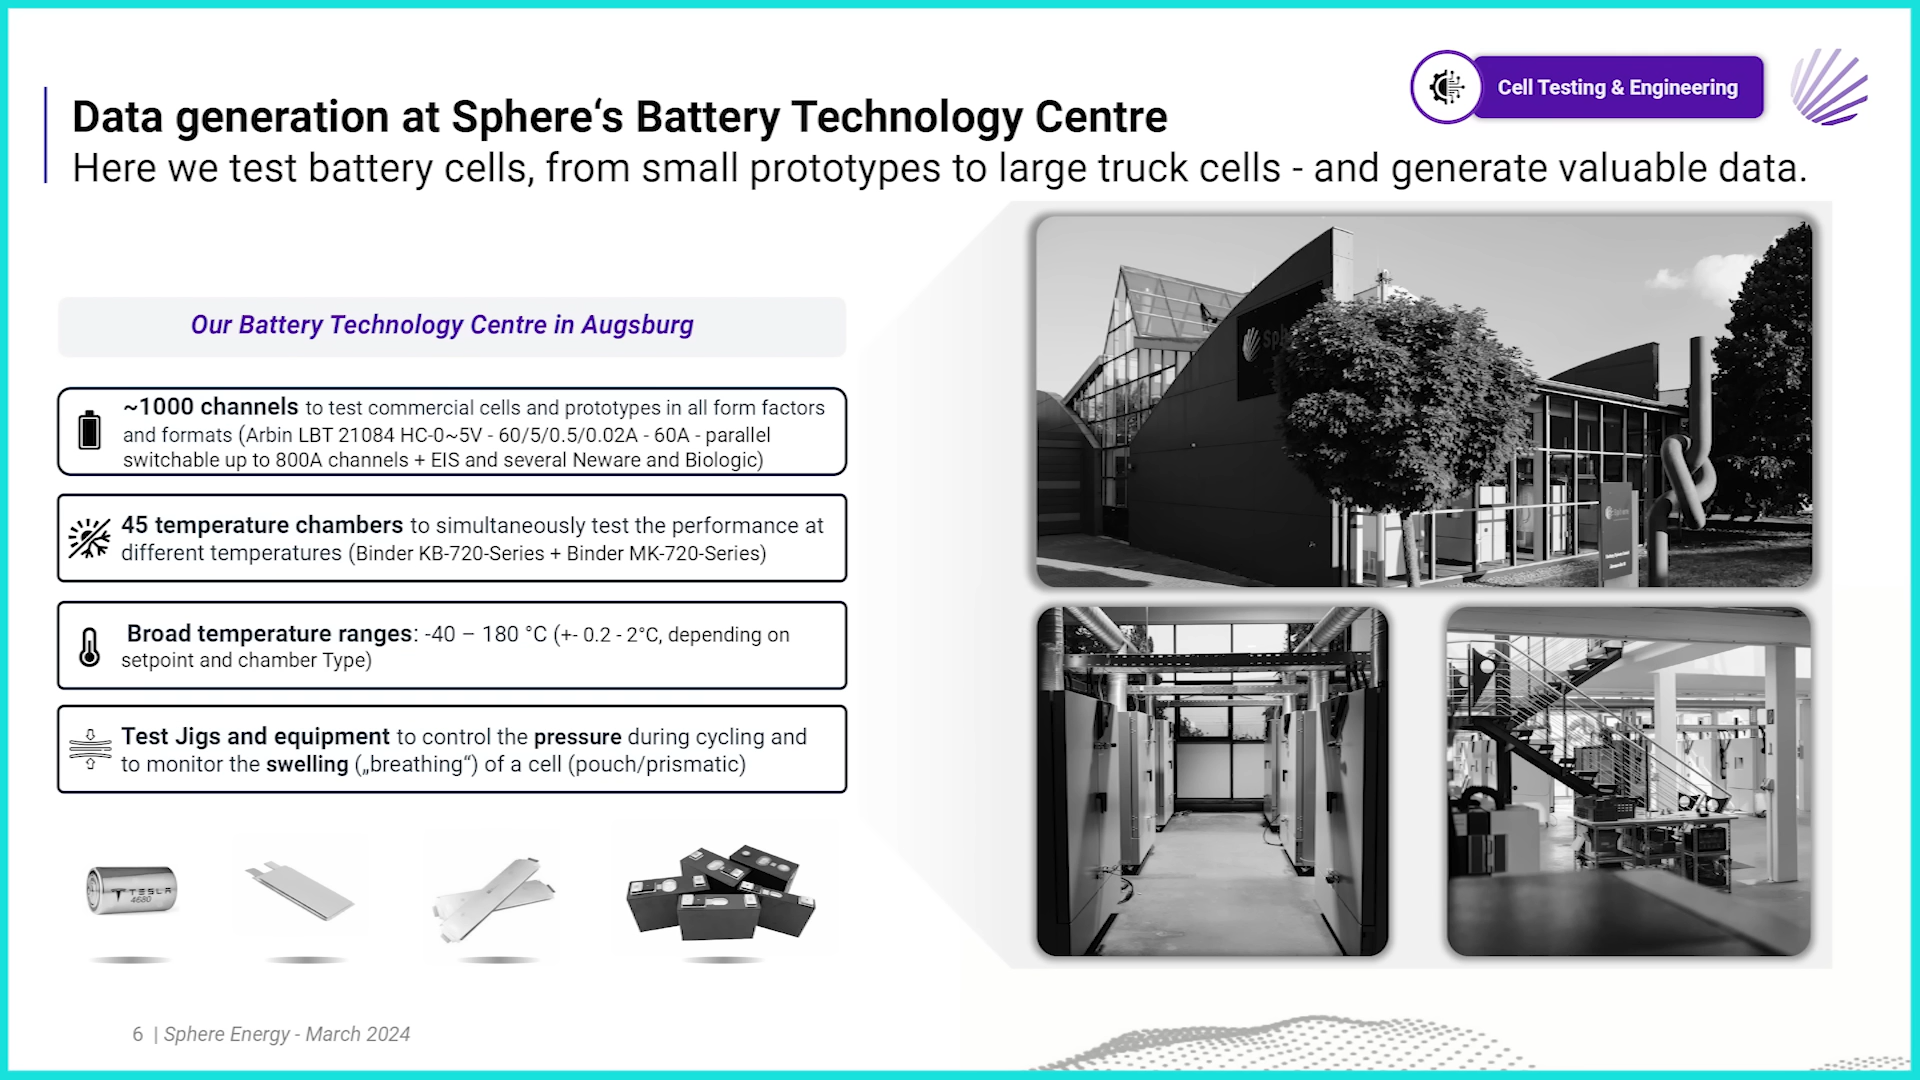 Cell Testing & Engineering
Data generation at Sphere‘s Battery Technology Centre
Here we test battery cells, from small prototypes to large truck cells - and generate valuable data.
Our Battery Technology Centre in Augsburg
~1000 channels to test commercial cells and prototypes in all form factors
and formats (Arbin LBT 21084 HC-0~5V - 60/5/0.5/0.02A - 60A - parallel
switchable up to 800A channels + EIS and several Neware and Biologic)
45 temperature chambers to simultaneously test the performance at
different temperatures (Binder KB-720-Series + Binder MK-720-Series)
Broad temperature ranges: -40 – 180 °C (+- 0.2 - 2°C, depending on
setpoint and chamber Type)
Test Jigs and equipment to control the pressure during cycling and
to monitor the swelling („breathing“) of a cell (pouch/prismatic)
TESLA
4680
6 | Sphere Energy - March 2024